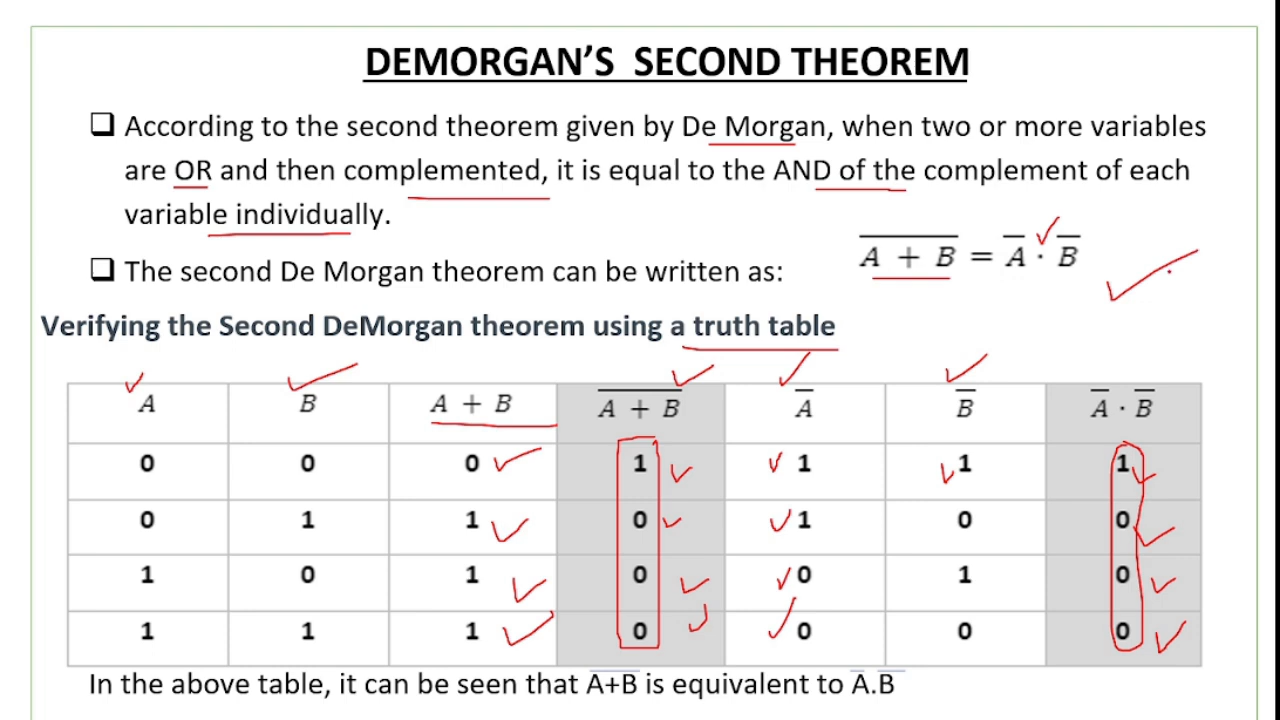 DEMORGAN’S SECOND THEOREM
❑ According to the second theorem given by De Morgan, when two or more variables
are OR and then complemented, it is equal to the AND of the complement of each
variable individually.
❑ The second De Morgan theorem can be written as: A̅ ̅+̅ ̅B̅ = A̅ · B̅
Verifying the Second DeMorgan theorem using a truth table
A B A + B A̅ ̅+̅ ̅B̅ A̅ B̅ A̅ · B̅
0 0 0 1 1 1 1
0 1 1 0 1 0 0
1 0 1 0 0 1 0
1 1 1 0 0 0 0
In the above table, it can be seen that A̅+̅B̅ is equivalent to A̅.B̅